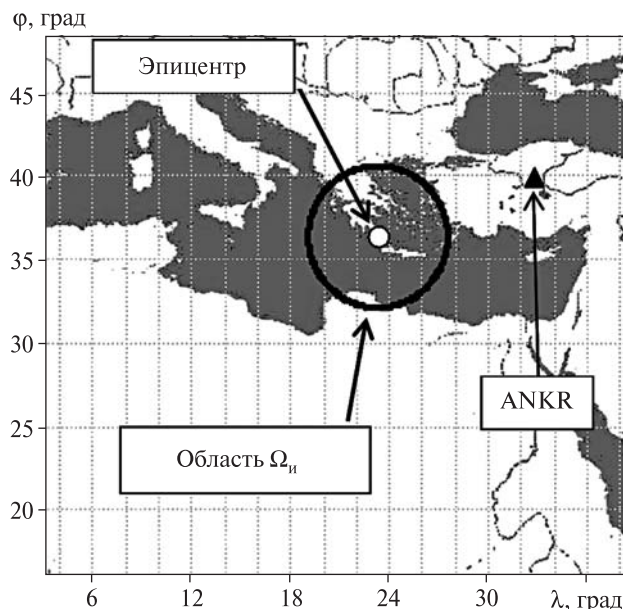 φ, град
Эпицентр
45
40
35
30
25
20
ANKR
Область Ωи
6 12 18 24 30 λ, град